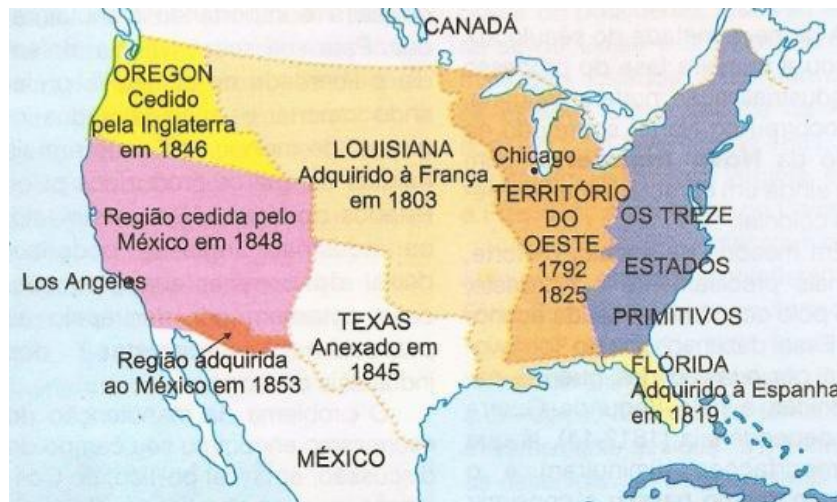 CANADÁ
OREGON
Cedido
pela Inglaterra
em 1846
LOUISIANA
Adquirido à França
em 1803
Chicago
TERRITÓRIO
DO
OESTE
1792
1825
OS TREZE
ESTADOS
PRIMITIVOS
Região cedida pelo
México em 1848
Los Angeles
TEXAS
Anexado em
1845
Região adquirida
ao México em 1853
FLÓRIDA
Adquirido à Espanha
em 1819
MÉXICO